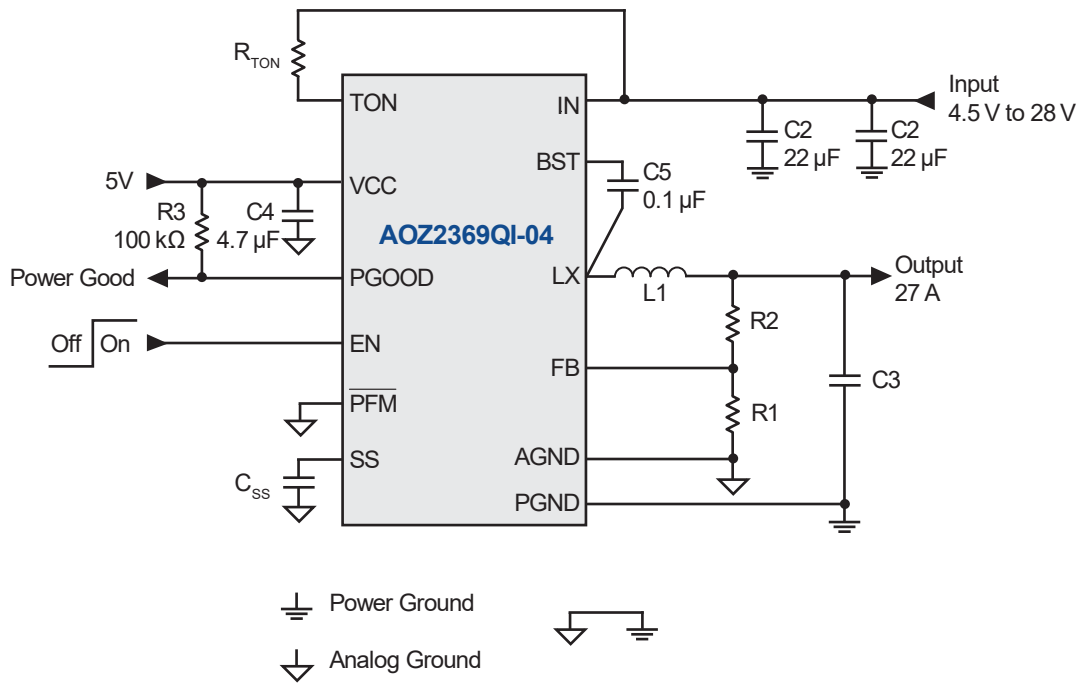 R_TON
TON
IN
Input
4.5 V to 28 V
C2
22 µF
C2
22 µF
BST
C5
0.1 µF
5V
VCC
R3
100 kΩ
C4
4.7 µF
AOZ2369QI-04
Power Good
PGOOD
LX
L1
Output
27 A
R2
Off
On
EN
FB
C3
PFM
R1
SS
AGND
C_SS
PGND
Power Ground
Analog Ground